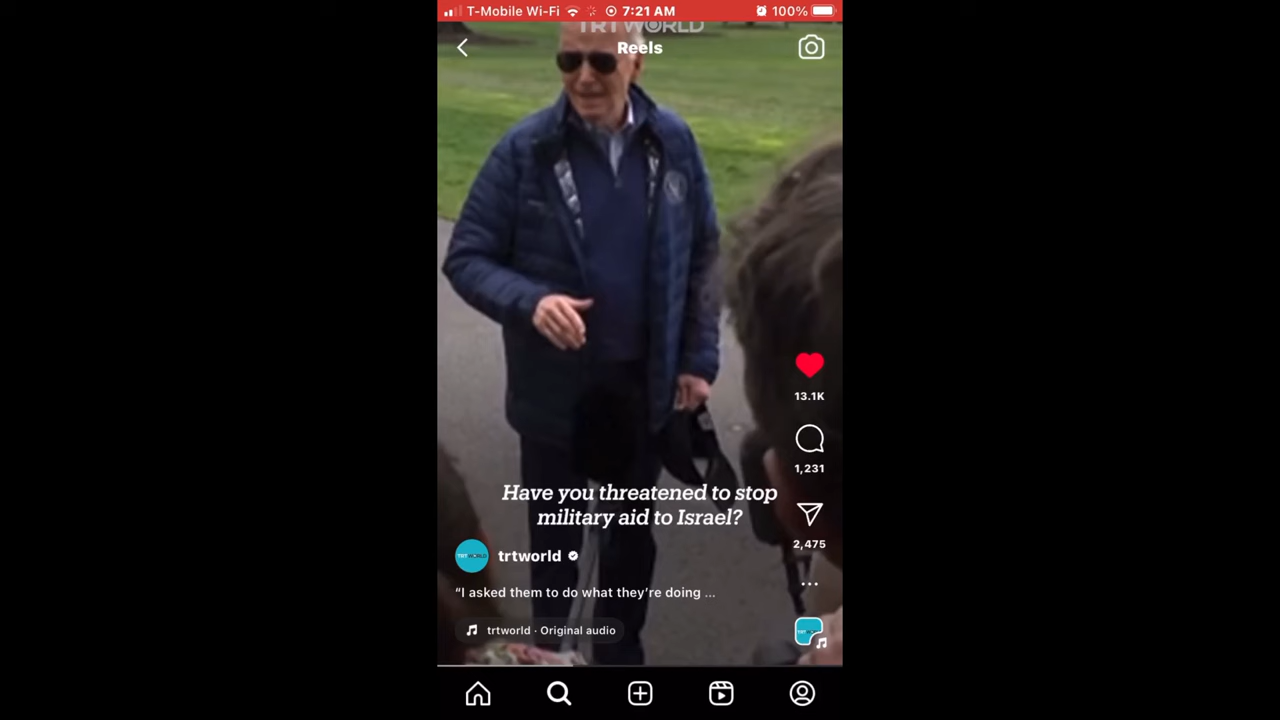 T-Mobile Wi-Fi 7:21 AM 100%
TRT WORLD
Reels
13.1K
1,231
Have you threatened to stop
military aid to Israel?
2,475
trtworld
“I asked them to do what they’re doing ...
trtworld · Original audio